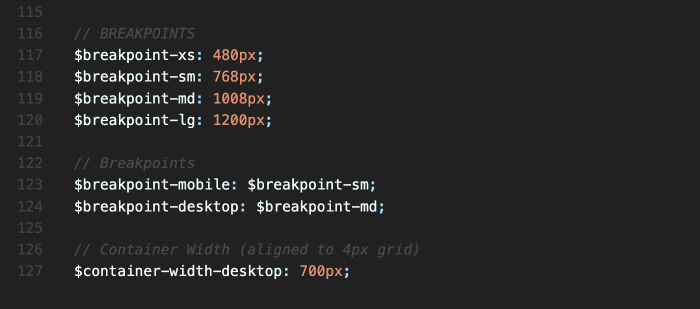 115
116 // BREAKPOINTS
117 $breakpoint-xs: 480px;
118 $breakpoint-sm: 768px;
119 $breakpoint-md: 1008px;
120 $breakpoint-lg: 1200px;
121
122 // Breakpoints
123 $breakpoint-mobile: $breakpoint-sm;
124 $breakpoint-desktop: $breakpoint-md;
125
126 // Container Width (aligned to 4px grid)
127 $container-width-desktop: 700px;